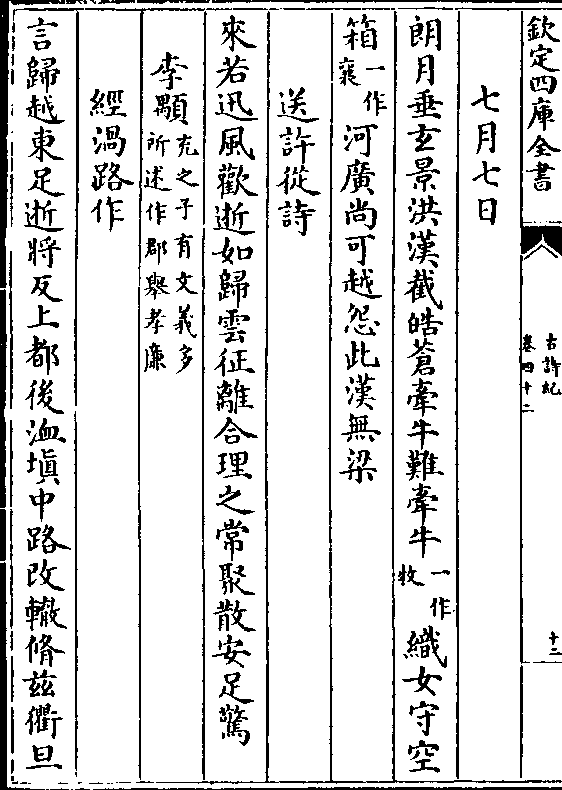 欽定四庫全書
古詩紀
卷四十二
十二
七月七日
朗月垂玄景洪漢截皓蒼牽牛難牽牛一作牧織女守空
箱一作襄河廣尚可越怨此漢無梁
送許從詩
來若迅風歡逝如歸雲征離合理之常聚散安足驚
李顒充之子有文義多所述作郡舉孝廉
經渦路作
言歸越東足逝將反上都後洫塡中路改轍脩茲衢旦